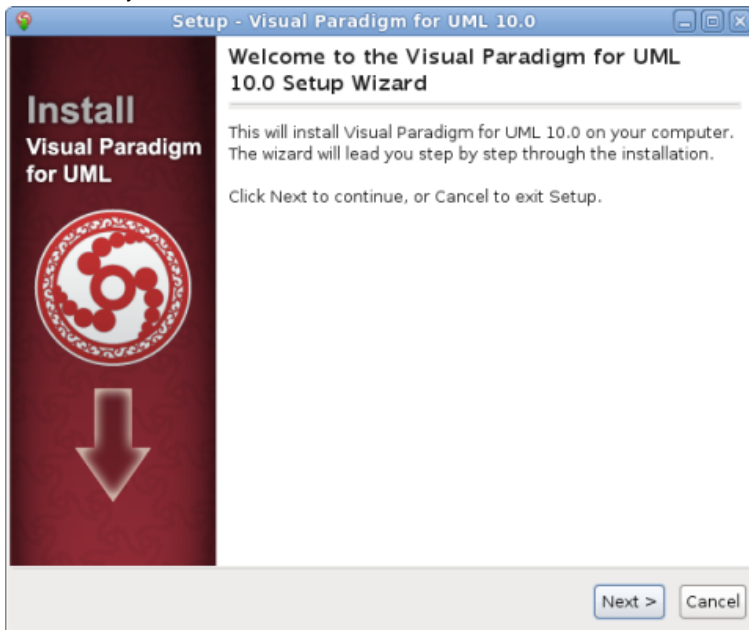 Setup - Visual Paradigm for UML 10.0
Install
Visual Paradigm
for UML
Welcome to the Visual Paradigm for UML
10.0 Setup Wizard
This will install Visual Paradigm for UML 10.0 on your computer.
The wizard will lead you step by step through the installation.
Click Next to continue, or Cancel to exit Setup.
Next >
Cancel